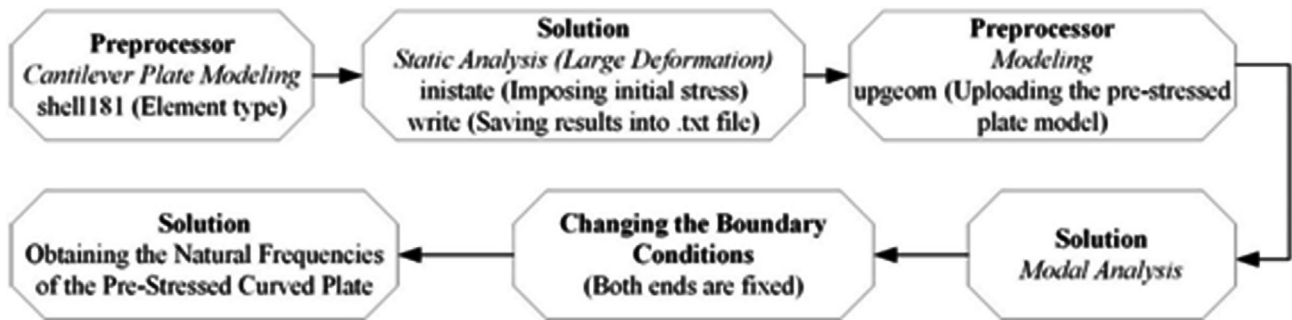 Preprocessor
Cantilever Plate Modeling
shell181 (Element type)
Solution
Static Analysis (Large Deformation)
inistate (Imposing initial stress)
write (Saving results into .txt file)
Preprocessor
Modeling
upgeom (Uploading the pre-stressed
plate model)
Solution
Modal Analysis
Changing the Boundary
Conditions
(Both ends are fixed)
Solution
Obtaining the Natural Frequencies
of the Pre-Stressed Curved Plate